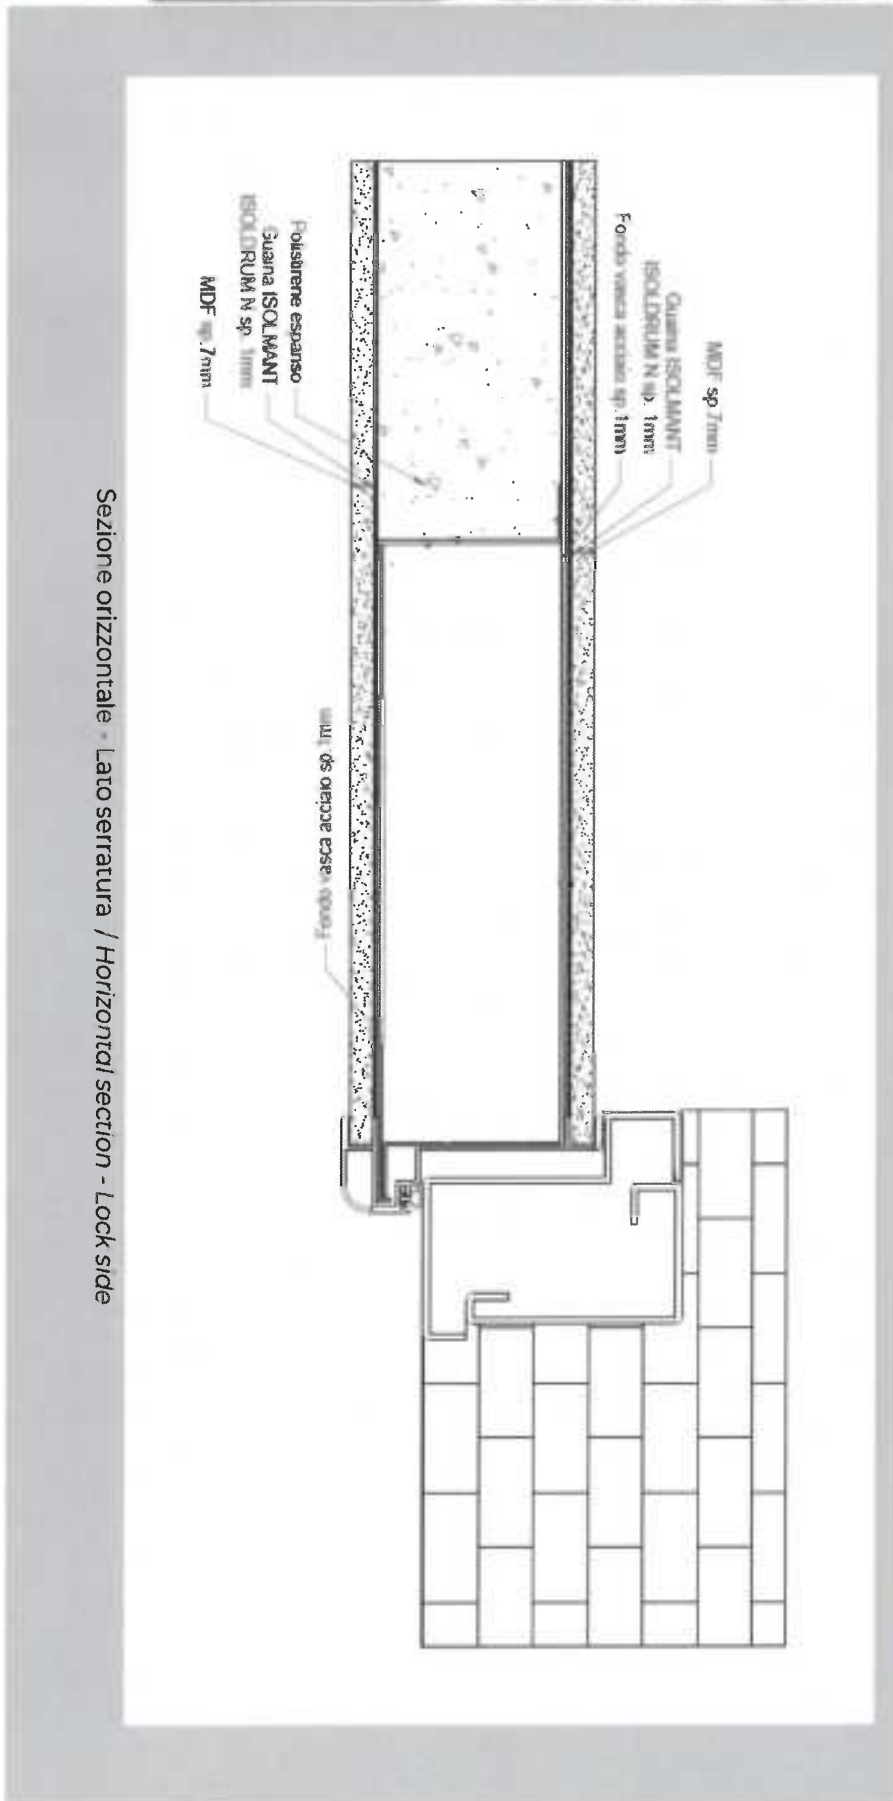 MDF sp 7mm
Guaina ISOLMANT
ISOLDRUM N sp. 1mm
Fondo vasca acciaio sp.1mm
Polistirene espanso
Guaina ISOLMANT
ISOLDRUM N sp. 1mm
MDF sp.7mm
Fondo vasca acciaio sp.1mm
Sezione orizzontale - Lato serratura / Horizontal section - Lock side